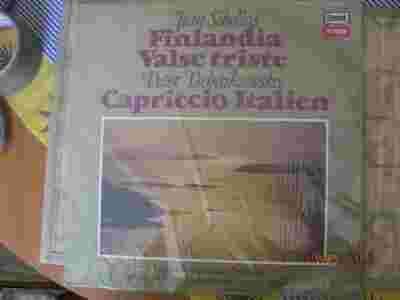 Jean Sibelius
Finlandia
Valse triste
Peter Tschaikowsky
Capriccio Italien